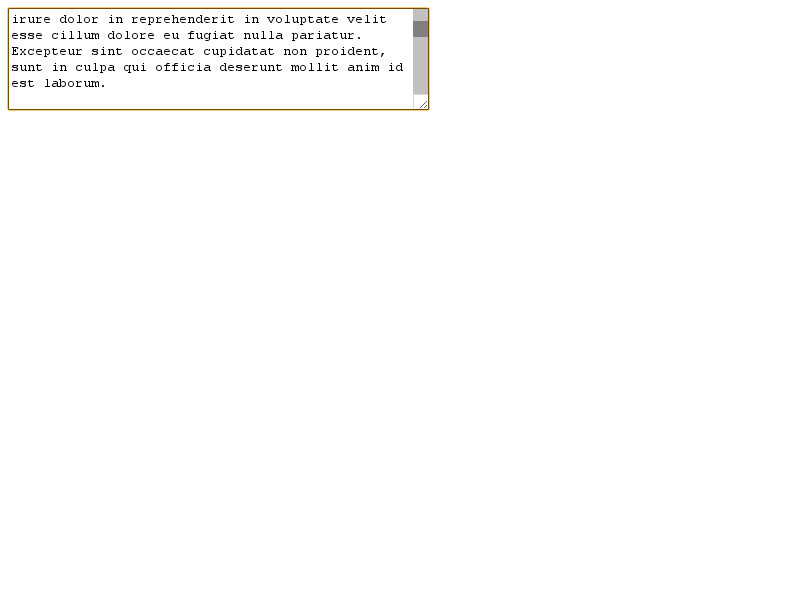 irure dolor in reprehenderit in voluptate velit
esse cillum dolore eu fugiat nulla pariatur.
Excepteur sint occaecat cupidatat non proident,
sunt in culpa qui officia deserunt mollit anim id
est laborum.